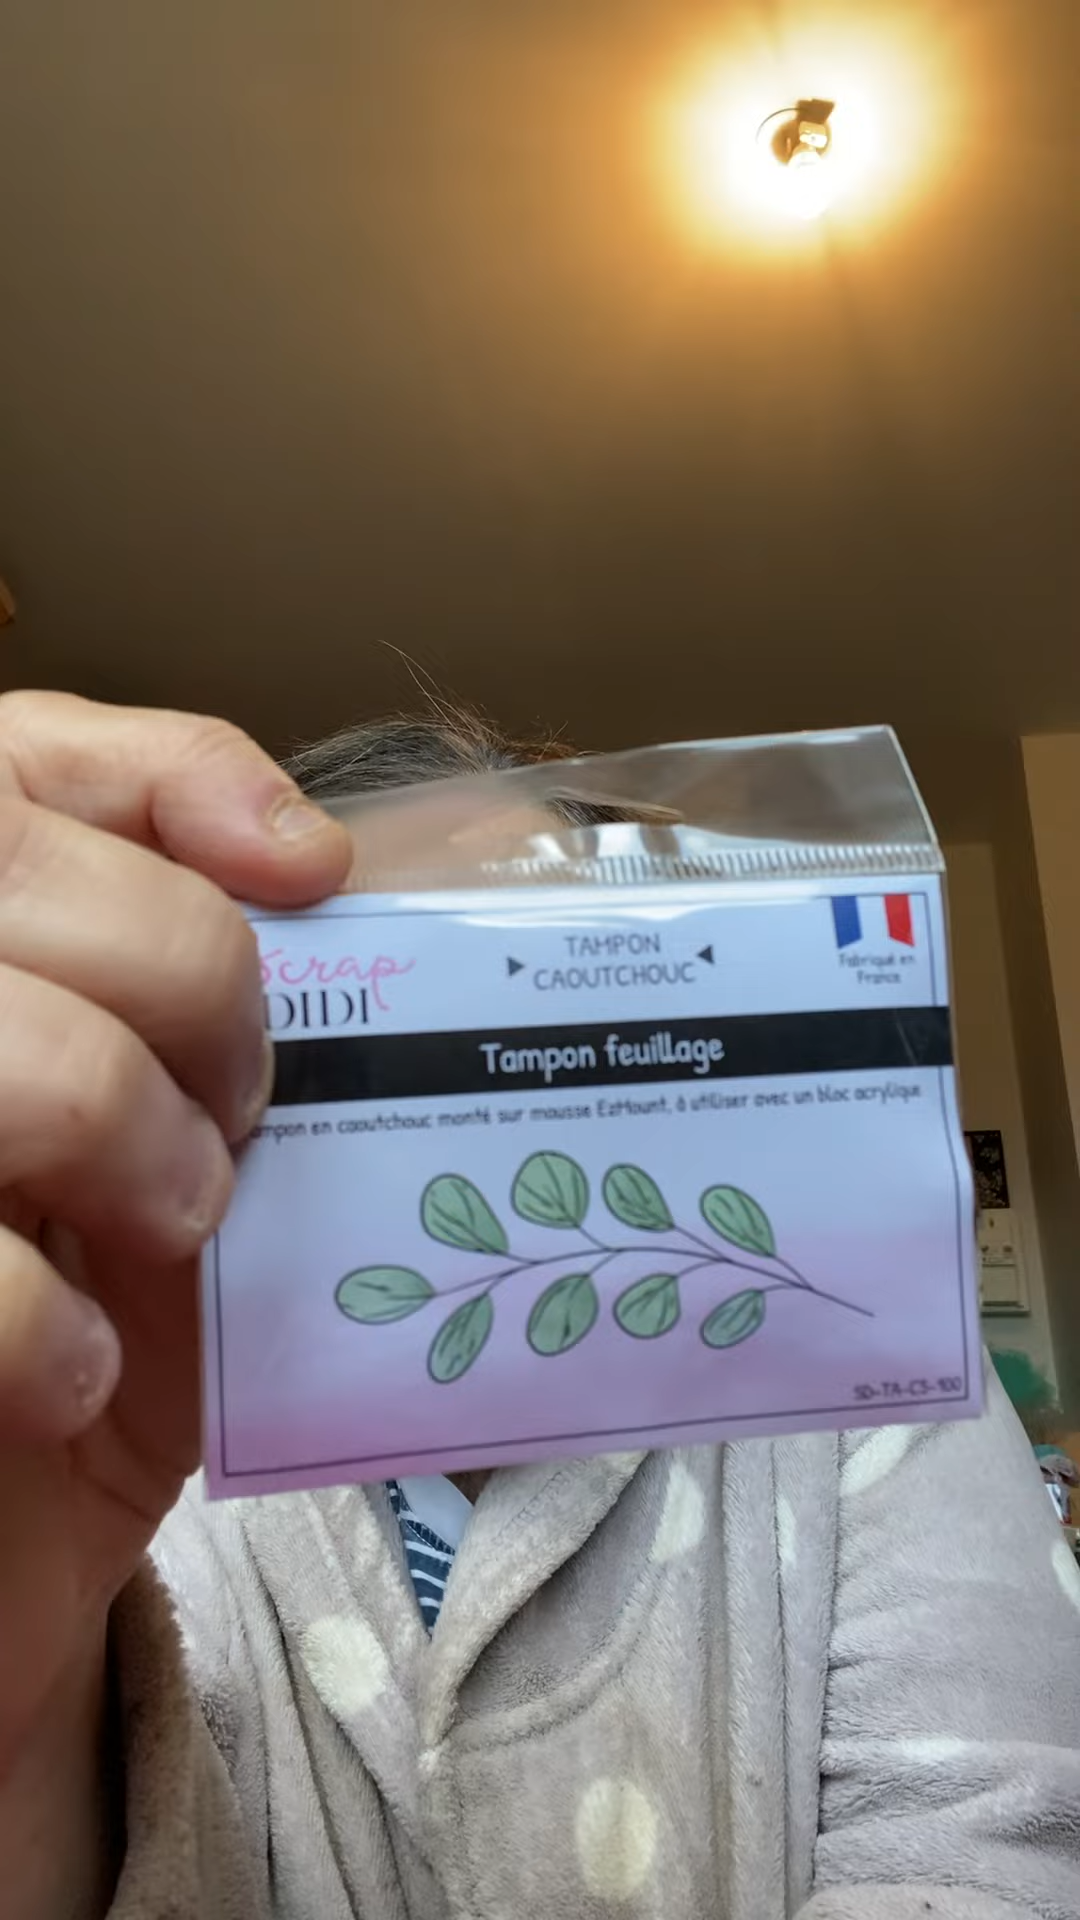 Scrap
DIDI
TAMPON
CAOUTCHOUC
Fabriqué en
France
Tampon feuillage
ampon en caoutchouc monté sur mousse EzMount, à utiliser avec un bloc acrylique
SD-TA-CS-100